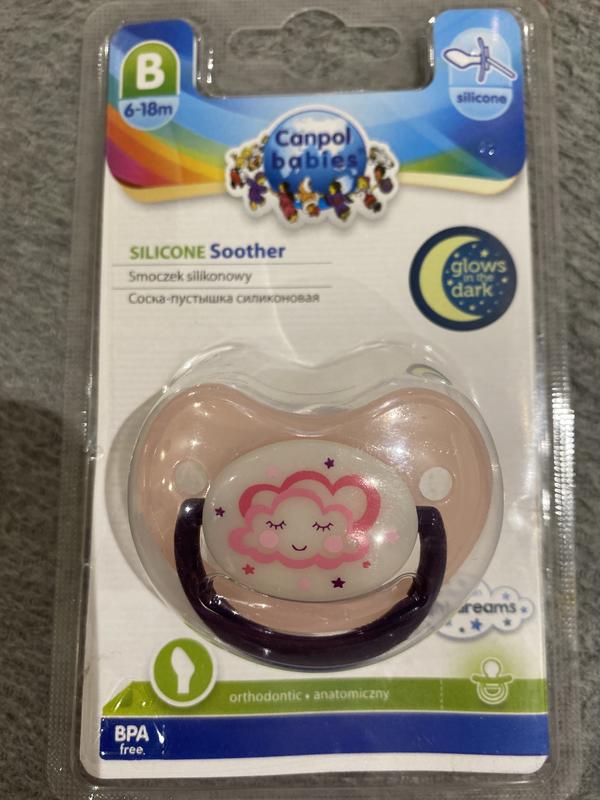 B
6-18m
silicone
Canpol
babies
SILICONE Soother
Smoczek silikonowy
Соска-пустышка силиконовая
glows
in the
dark
dreams
orthodontic • anatomiczny
BPA
free.